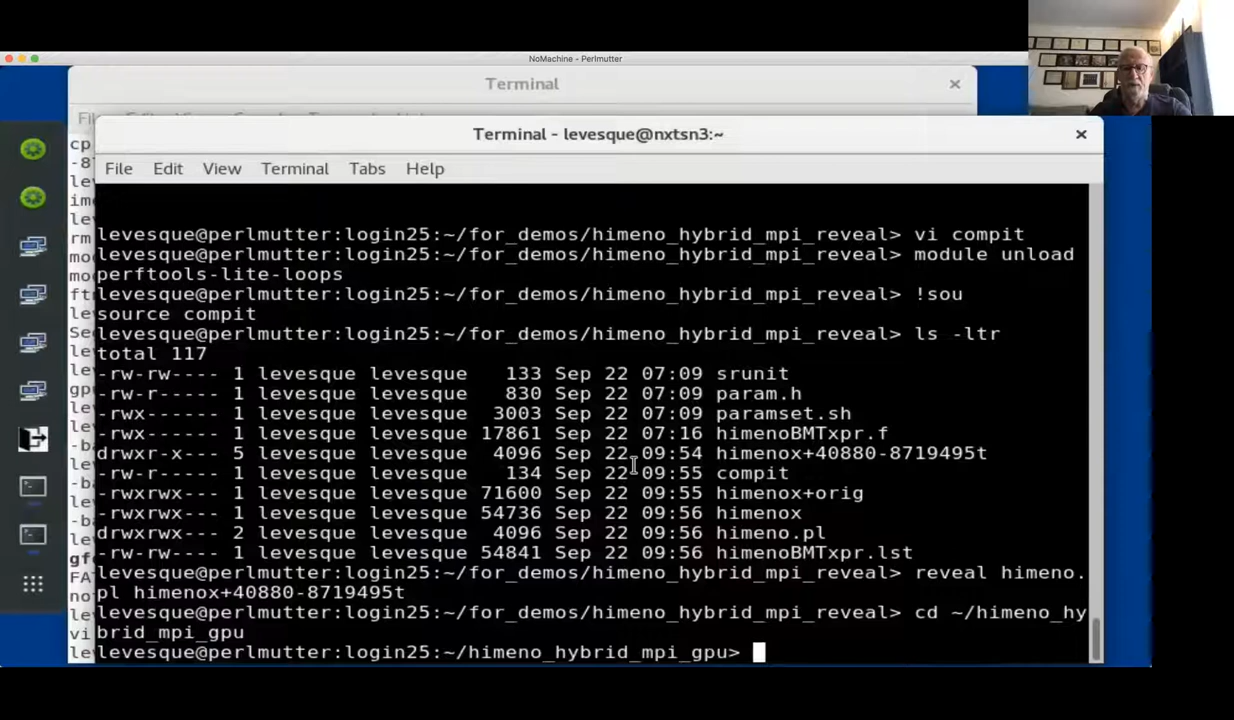 NoMachine - Perlmutter
Terminal
Terminal - levesque@nxtsn3:~
File Edit View Terminal Tabs Help
levesque@perlmutter:login25:~/for_demos/himeno_hybrid_mpi_reveal> vi compit
levesque@perlmutter:login25:~/for_demos/himeno_hybrid_mpi_reveal> module unload
perftools-lite-loops
levesque@perlmutter:login25:~/for_demos/himeno_hybrid_mpi_reveal> !sou
source compit
levesque@perlmutter:login25:~/for_demos/himeno_hybrid_mpi_reveal> ls -ltr
total 117
-rw-rw---- 1 levesque levesque   133 Sep 22 07:09 srunit
-rw-r----- 1 levesque levesque   830 Sep 22 07:09 param.h
-rwx------ 1 levesque levesque  3003 Sep 22 07:09 paramset.sh
-rwx------ 1 levesque levesque 17861 Sep 22 07:16 himenoBMTxpr.f
drwxr-x--- 5 levesque levesque  4096 Sep 22 09:54 himenox+40880-8719495t
-rw-r----- 1 levesque levesque   134 Sep 22 09:55 compit
-rwxrwx--- 1 levesque levesque 71600 Sep 22 09:55 himenox+orig
-rwxrwx--- 1 levesque levesque 54736 Sep 22 09:56 himenox
drwxrwx--- 2 levesque levesque  4096 Sep 22 09:56 himeno.pl
-rw-rw---- 1 levesque levesque 54841 Sep 22 09:56 himenoBMTxpr.lst
levesque@perlmutter:login25:~/for_demos/himeno_hybrid_mpi_reveal> reveal himeno.
pl himenox+40880-8719495t
levesque@perlmutter:login25:~/for_demos/himeno_hybrid_mpi_reveal> cd ~/himeno_hy
brid_mpi_gpu
levesque@perlmutter:login25:~/himeno_hybrid_mpi_gpu>